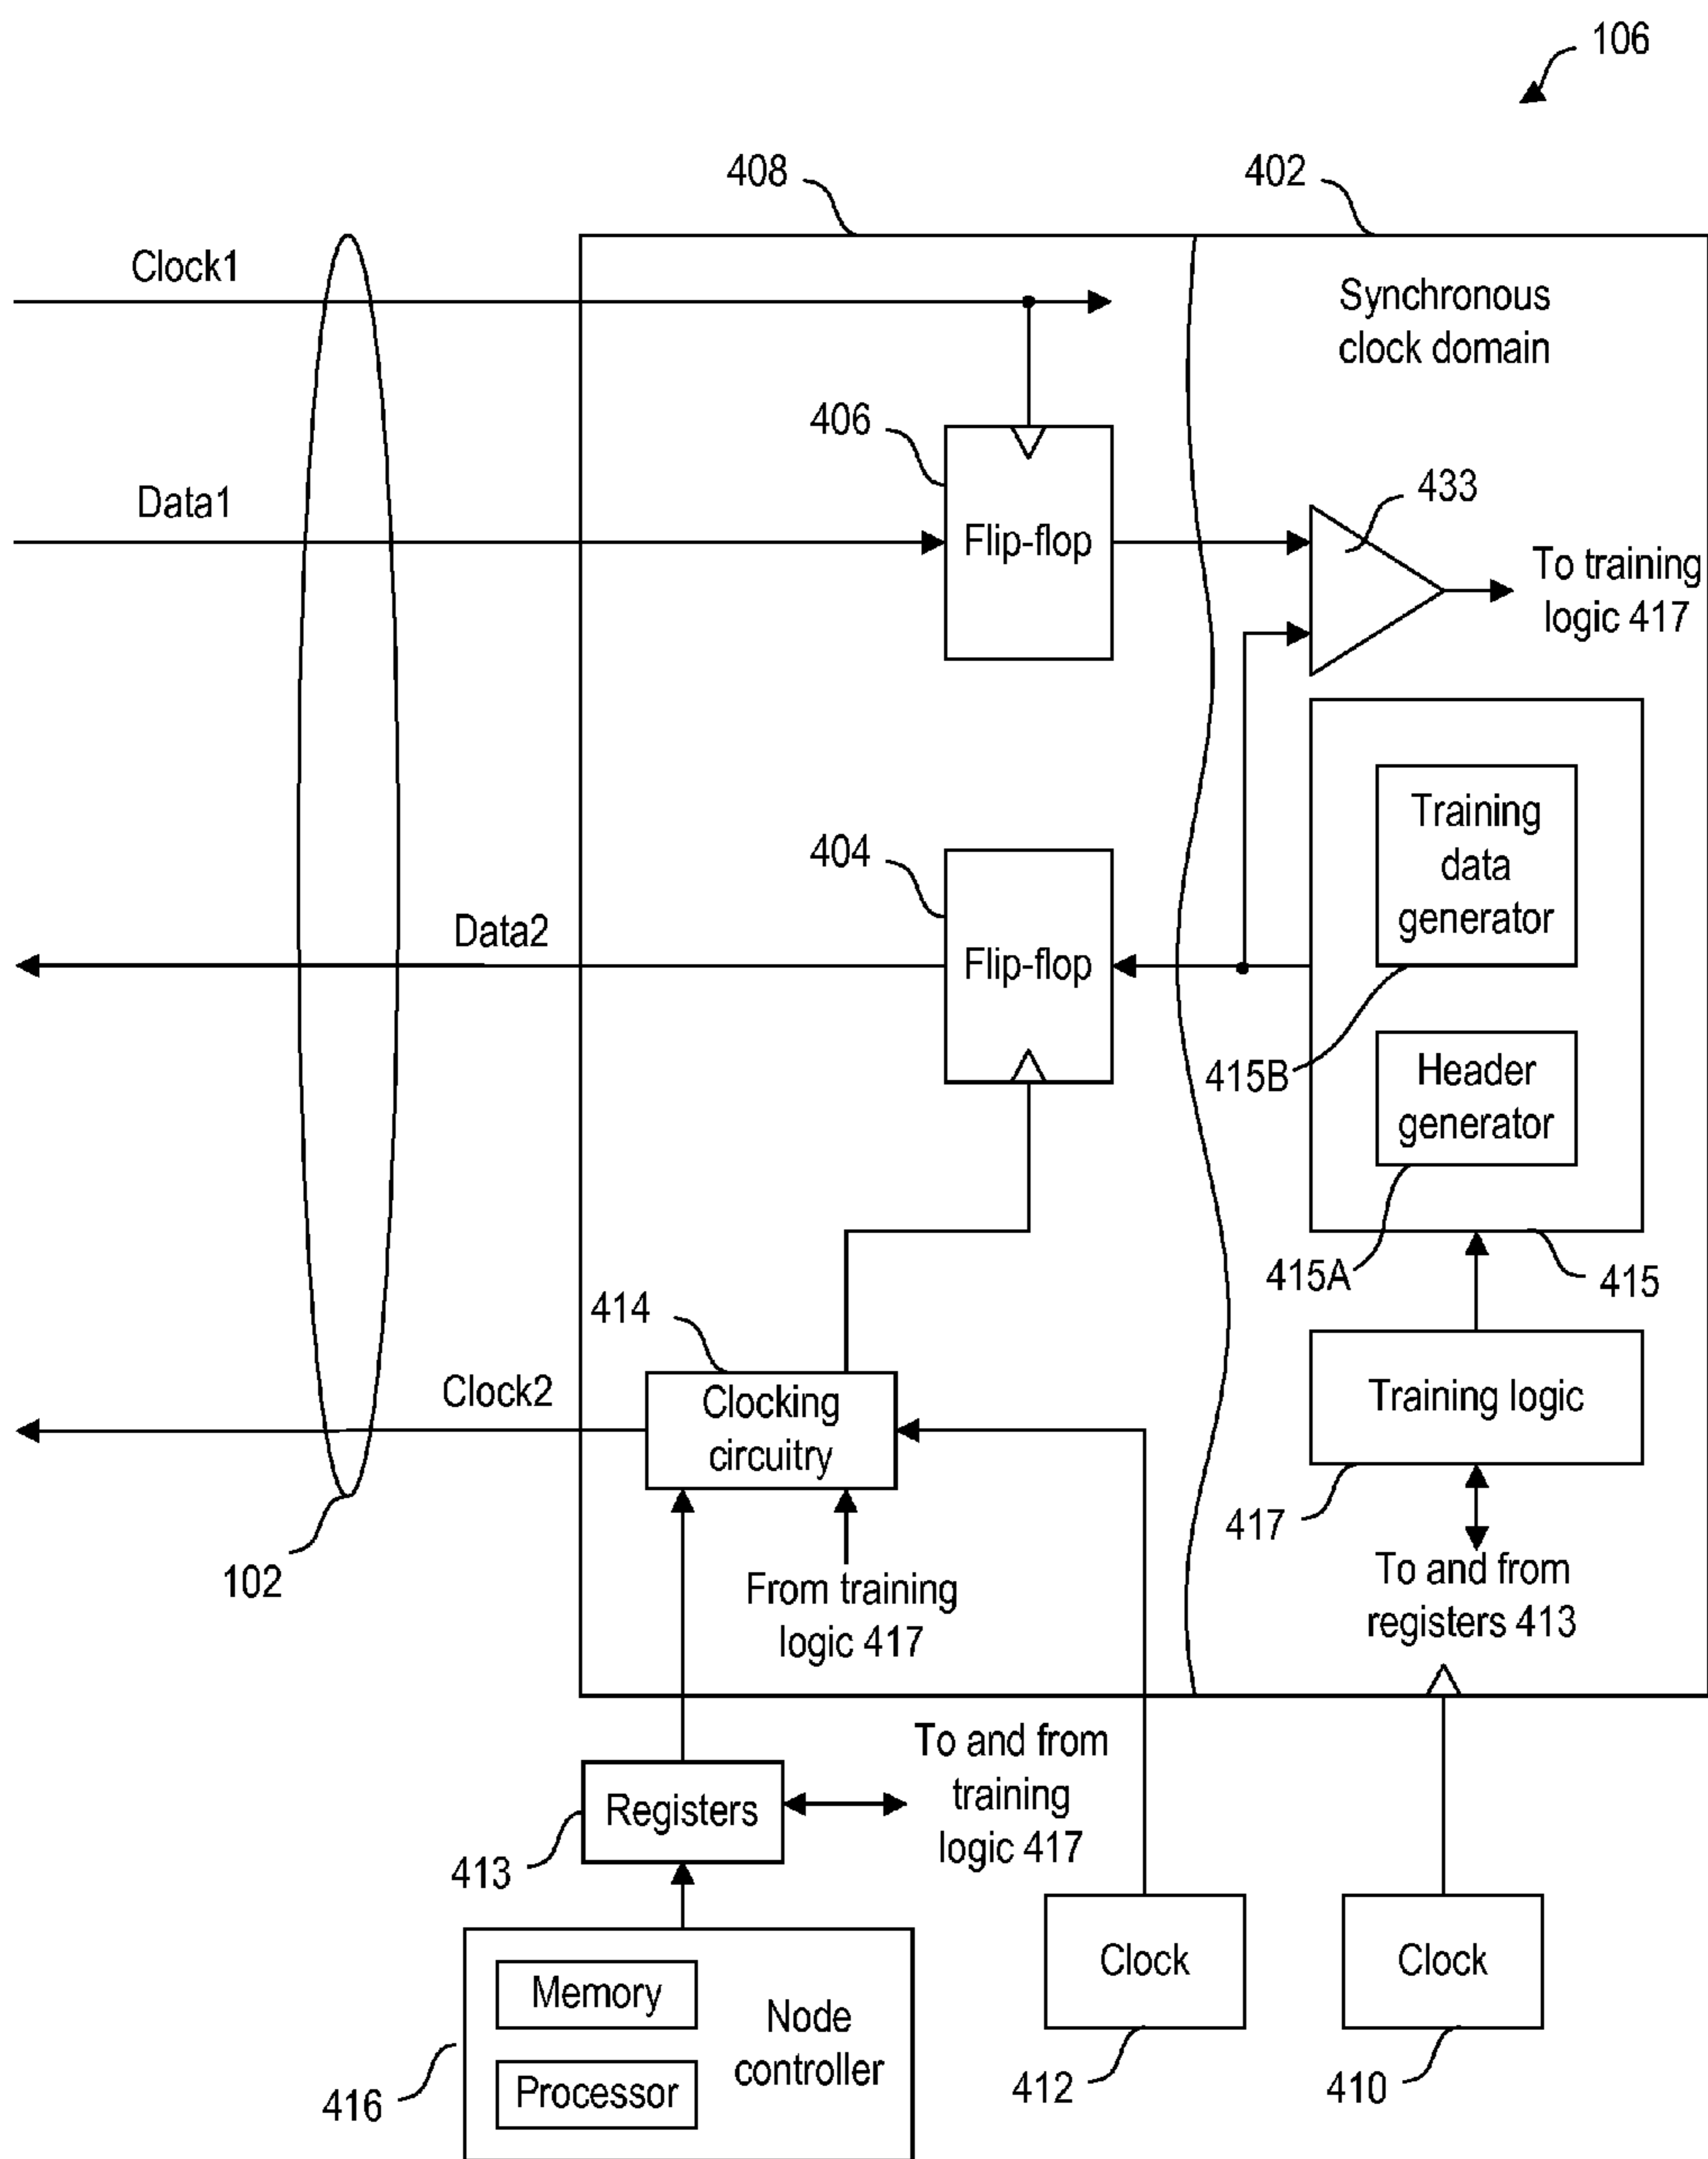 106
408
402
Clock1
Synchronous
clock domain
406
433
Data1
Flip-flop
To training
logic 417
404
Training
data
generator
Data2
Flip-flop
415B
Header
generator
415A
415
414
Clock2
Clocking
circuitry
Training logic
417
102
From training
logic 417
To and from
registers 413
To and from
training
logic 417
Registers
413
Memory
Node
controller
Processor
416
Clock
412
Clock
410